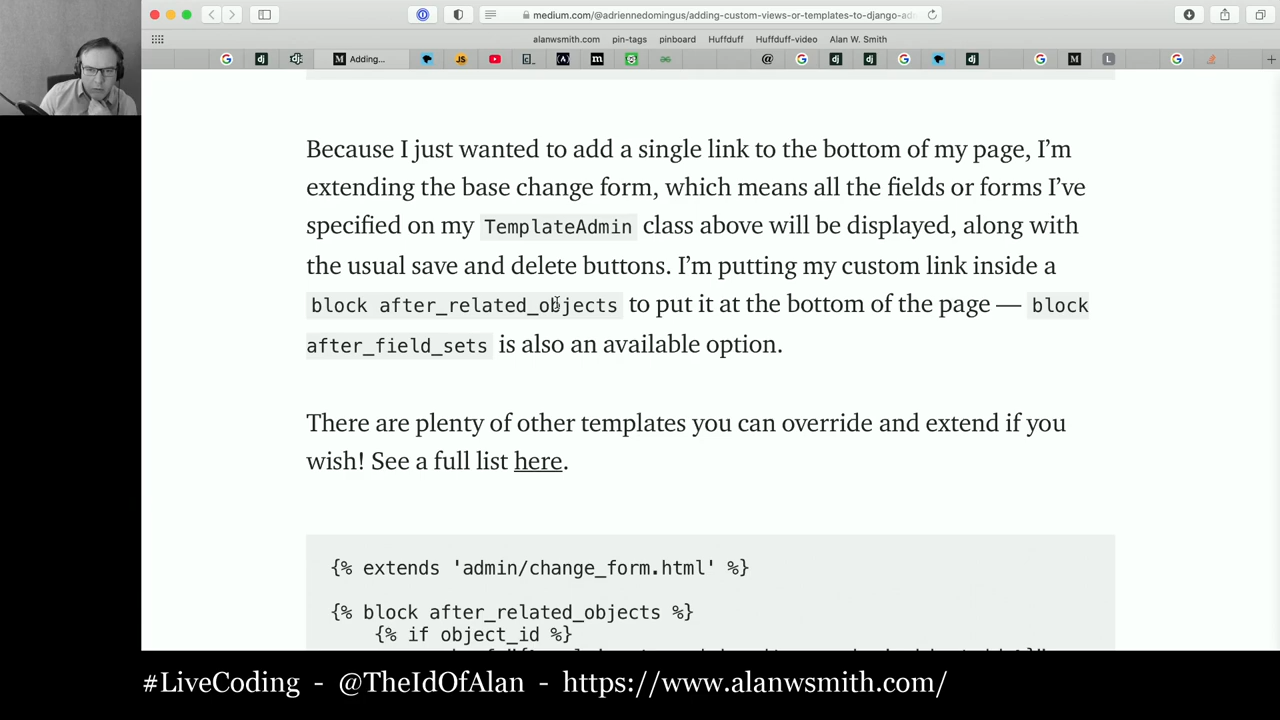 medium.com/@adriennedomingus/adding-custom-views-or-templates-to-django-ad
alanwsmith.com pin-tags pinboard Huffduff Huffduff-video Alan W. Smith
Adding...
Because I just wanted to add a single link to the bottom of my page, I’m
extending the base change form, which means all the fields or forms I’ve
specified on my TemplateAdmin class above will be displayed, along with
the usual save and delete buttons. I’m putting my custom link inside a
block after_related_objects to put it at the bottom of the page — block
after_field_sets is also an available option.
There are plenty of other templates you can override and extend if you
wish! See a full list here.
{% extends 'admin/change_form.html' %}
{% block after_related_objects %}
{% if object_id %}
#LiveCoding - @TheIdOfAlan - https://www.alanwsmith.com/